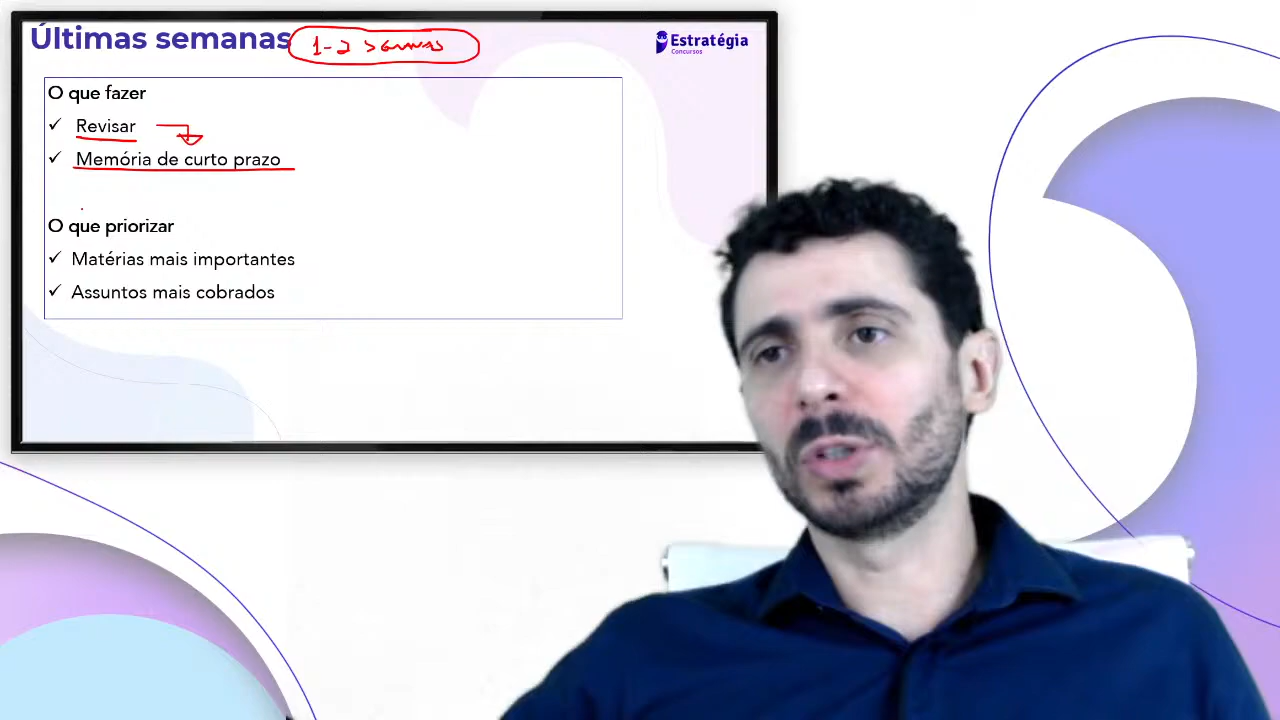 Últimas semanas 1-2 semanas
Estratégia
Concursos
O que fazer
✓ Revisar
✓ Memória de curto prazo
O que priorizar
✓ Matérias mais importantes
✓ Assuntos mais cobrados